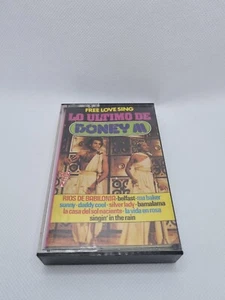 FREE LOVE SING
LO ULTIMO DE
BONEY M
RIOS DE BABILONIA-belfast-ma baker
sunny-daddy cool-silver lady-bamalama
la casa del sol naciente-la vida en rosa
singin' in the rain